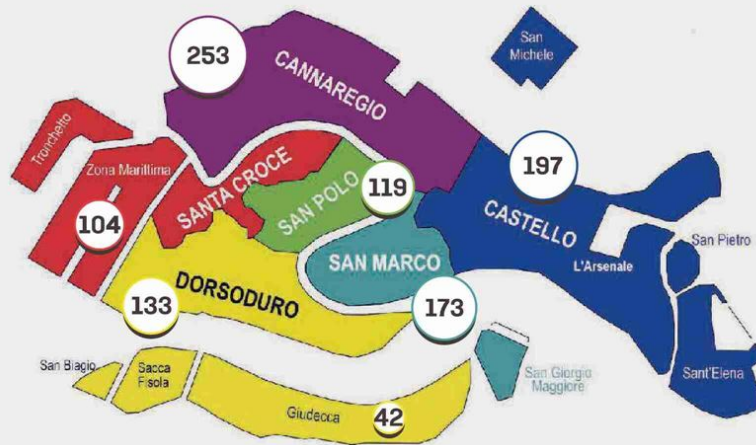 San
Michele
253
CANNAREGIO
Tronchetto
Zona Marillima
SANTA CROCE
104
SAN POLO
119
197
CASTELLO
San Pietro
L'Arsenale
SAN MARCO
DORSODURO
133
173
San Biagio
Sacca
Fisola
Giudecca
42
San Giorgio
Maggiore
Sant'Elena